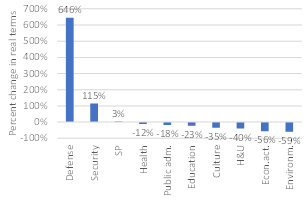 Percent change in real terms
700%
600%
500%
400%
300%
200%
100%
0%
-100%
646%
115%
3%
-12%
-18%
-23%
-35%
-40%
-56%
-59%
Defense
Security
SP
Health
Public adm.
Education
Culture
H&U
Econ.act.
Environm.